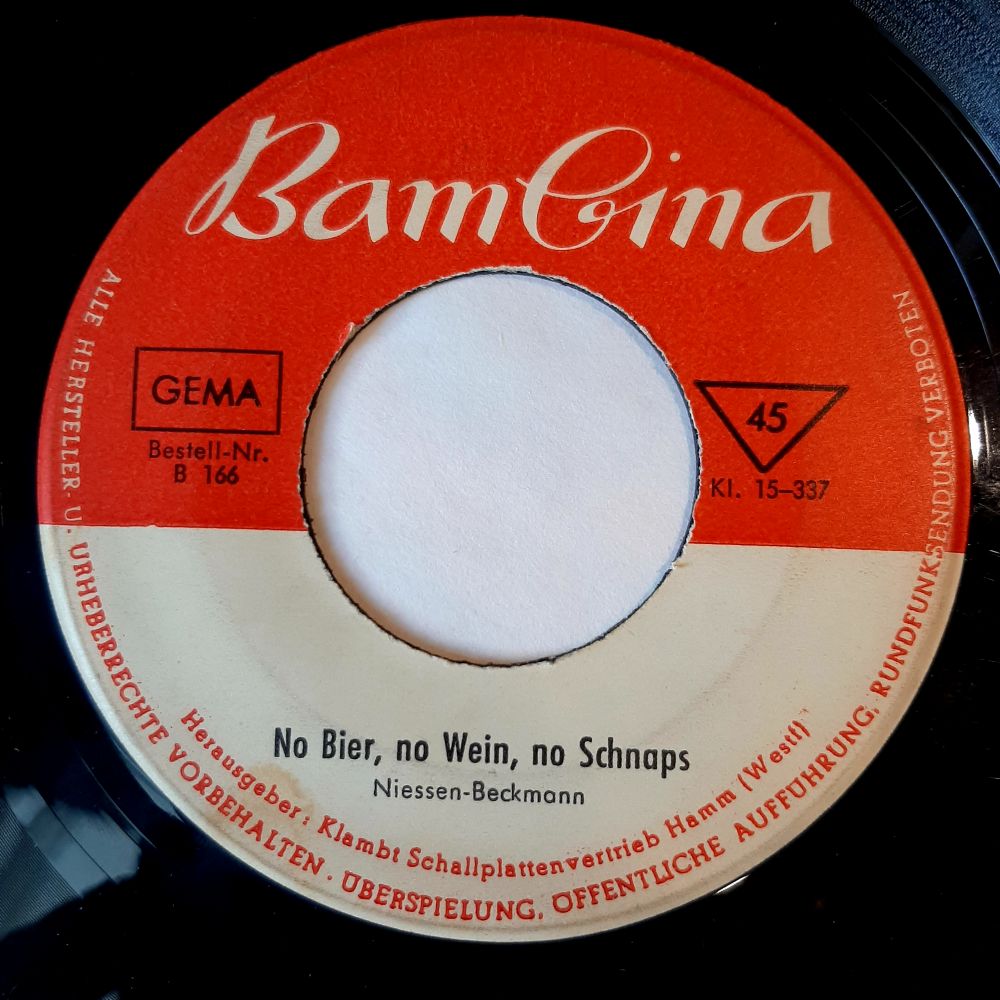 Bambina
GEMA
Bestell-Nr.
B 166
45
Kl. 15-337
No Bier, no Wein, no Schnaps
Niessen-Beckmann
Herausgeber: Klambt Schallplattenvertrieb Hamm (Westf)
ALLE HERSTELLER- U. URHEBERRECHTE VORBEHALTEN. ÜBERSPIELUNG, ÖFFENTLICHE AUFFÜHRUNG, RUNDFUNKSENDUNG VERBOTEN